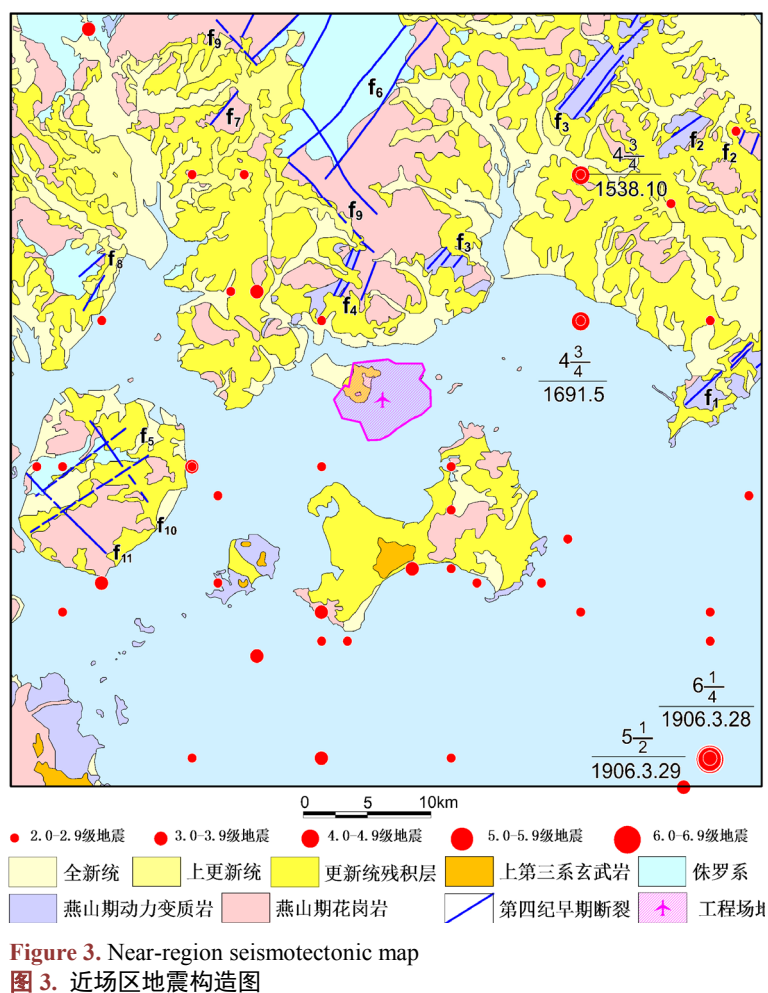 f9
f6
f7
f3
f2
f2
4 3/4
1538.10
f9
f3
f8
f4
4 3/4
1691.5
f1
f5
f10
f11
6 1/4
1906.3.28
5 1/2
1906.3.29
0 5 10km
2.0-2.9级地震 3.0-3.9级地震 4.0-4.9级地震 5.0-5.9级地震 6.0-6.9级地震
全新统 上更新统 更新统残积层 上第三系玄武岩 侏罗系
燕山期动力变质岩 燕山期花岗岩 第四纪早期断裂 工程场地
Figure 3. Near-region seismotectonic map
图 3. 近场区地震构造图